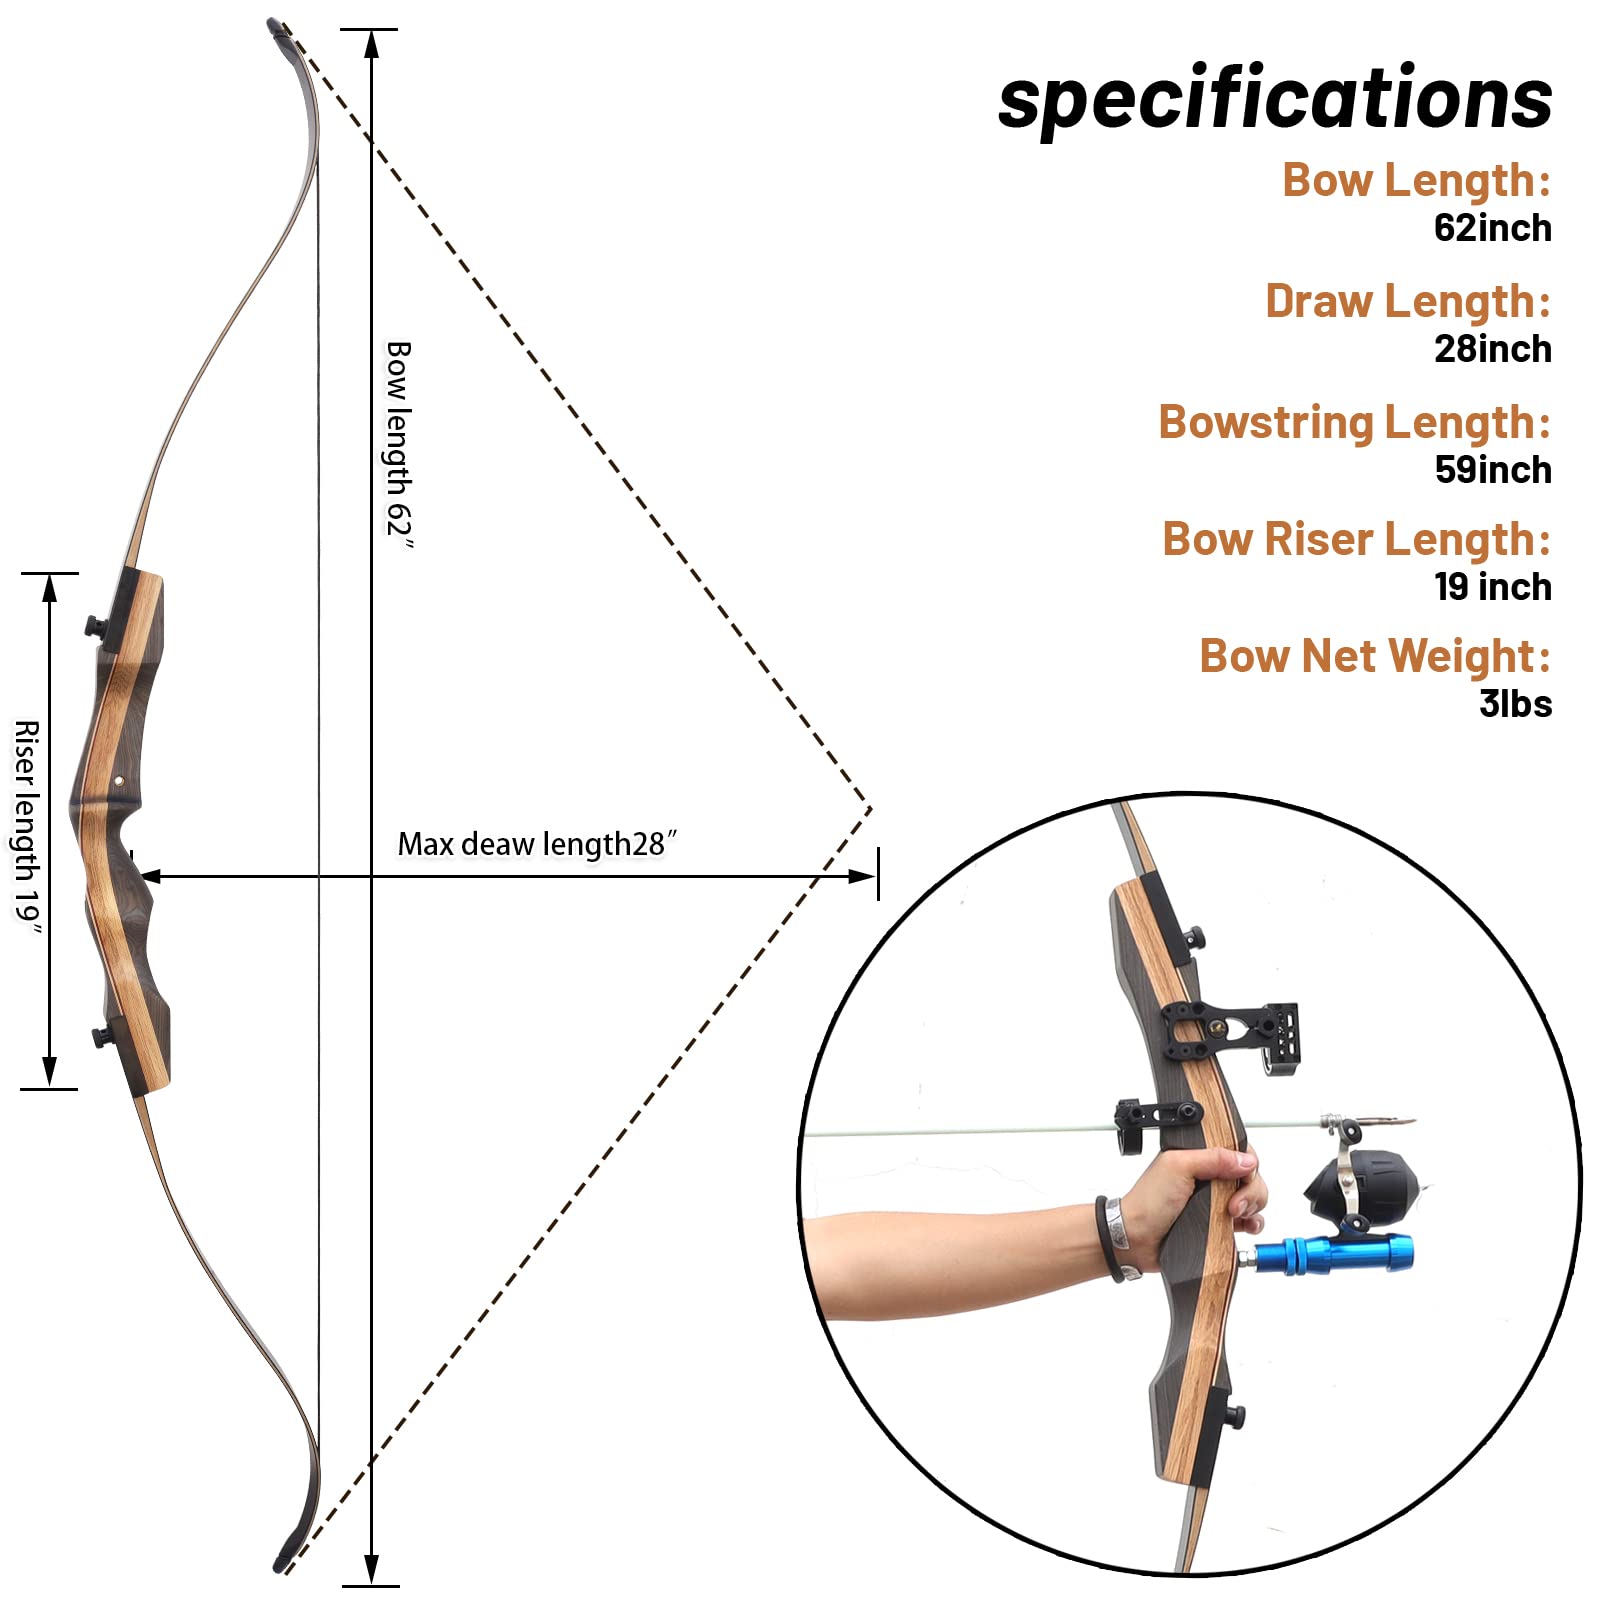 specifications
Bow Length:
62inch
Draw Length:
28inch
Bowstring Length:
59inch
Bow Riser Length:
19 inch
Bow Net Weight:
3lbs
Bow length 62″
Max deaw length28″
Riser length 19″